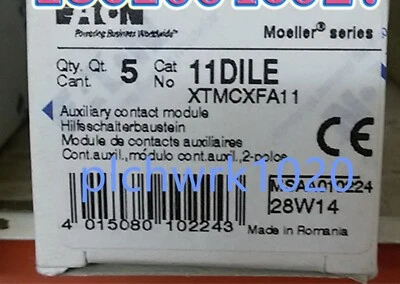 EATON
Powering Business Worldwide
Moeller® series
Qty. Qt. 5 Cat 11DILE
Cant. No XTMCXFA11
Auxiliary contact module
Hilfsschalterbaustein
Module de contacts auxiliaires
Cont.auxil.,módulo cont.auxil.,2-polos
CE
plchwrk1020
28W14
4 015080 102243
Made in Romania